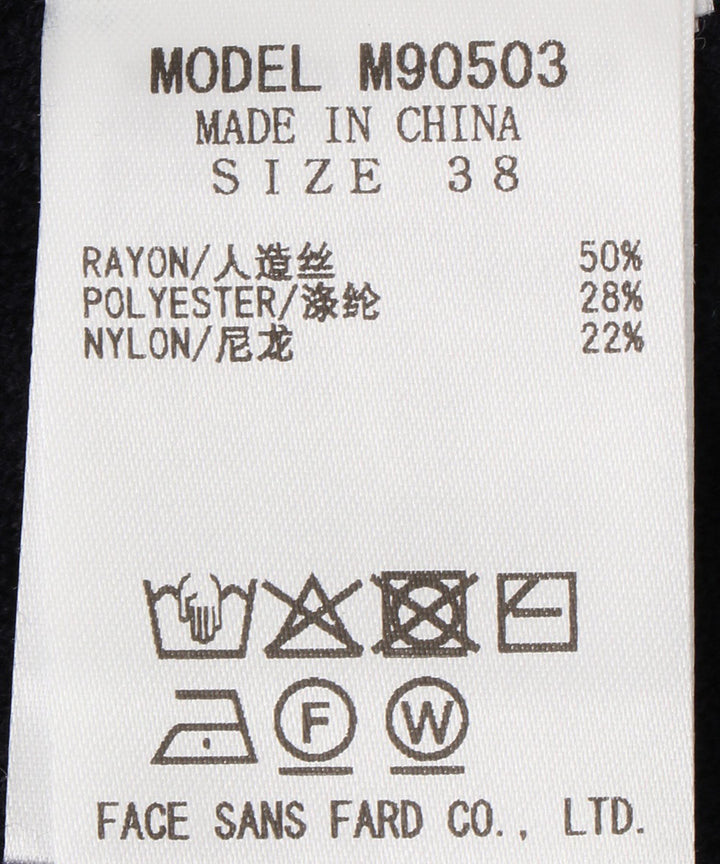 MODEL M90503
MADE IN CHINA
SIZE 38
RAYON/人造丝 50%
POLYESTER/涤纶 28%
NYLON/尼龙 22%
F W
FACE SANS FARD CO., LTD.